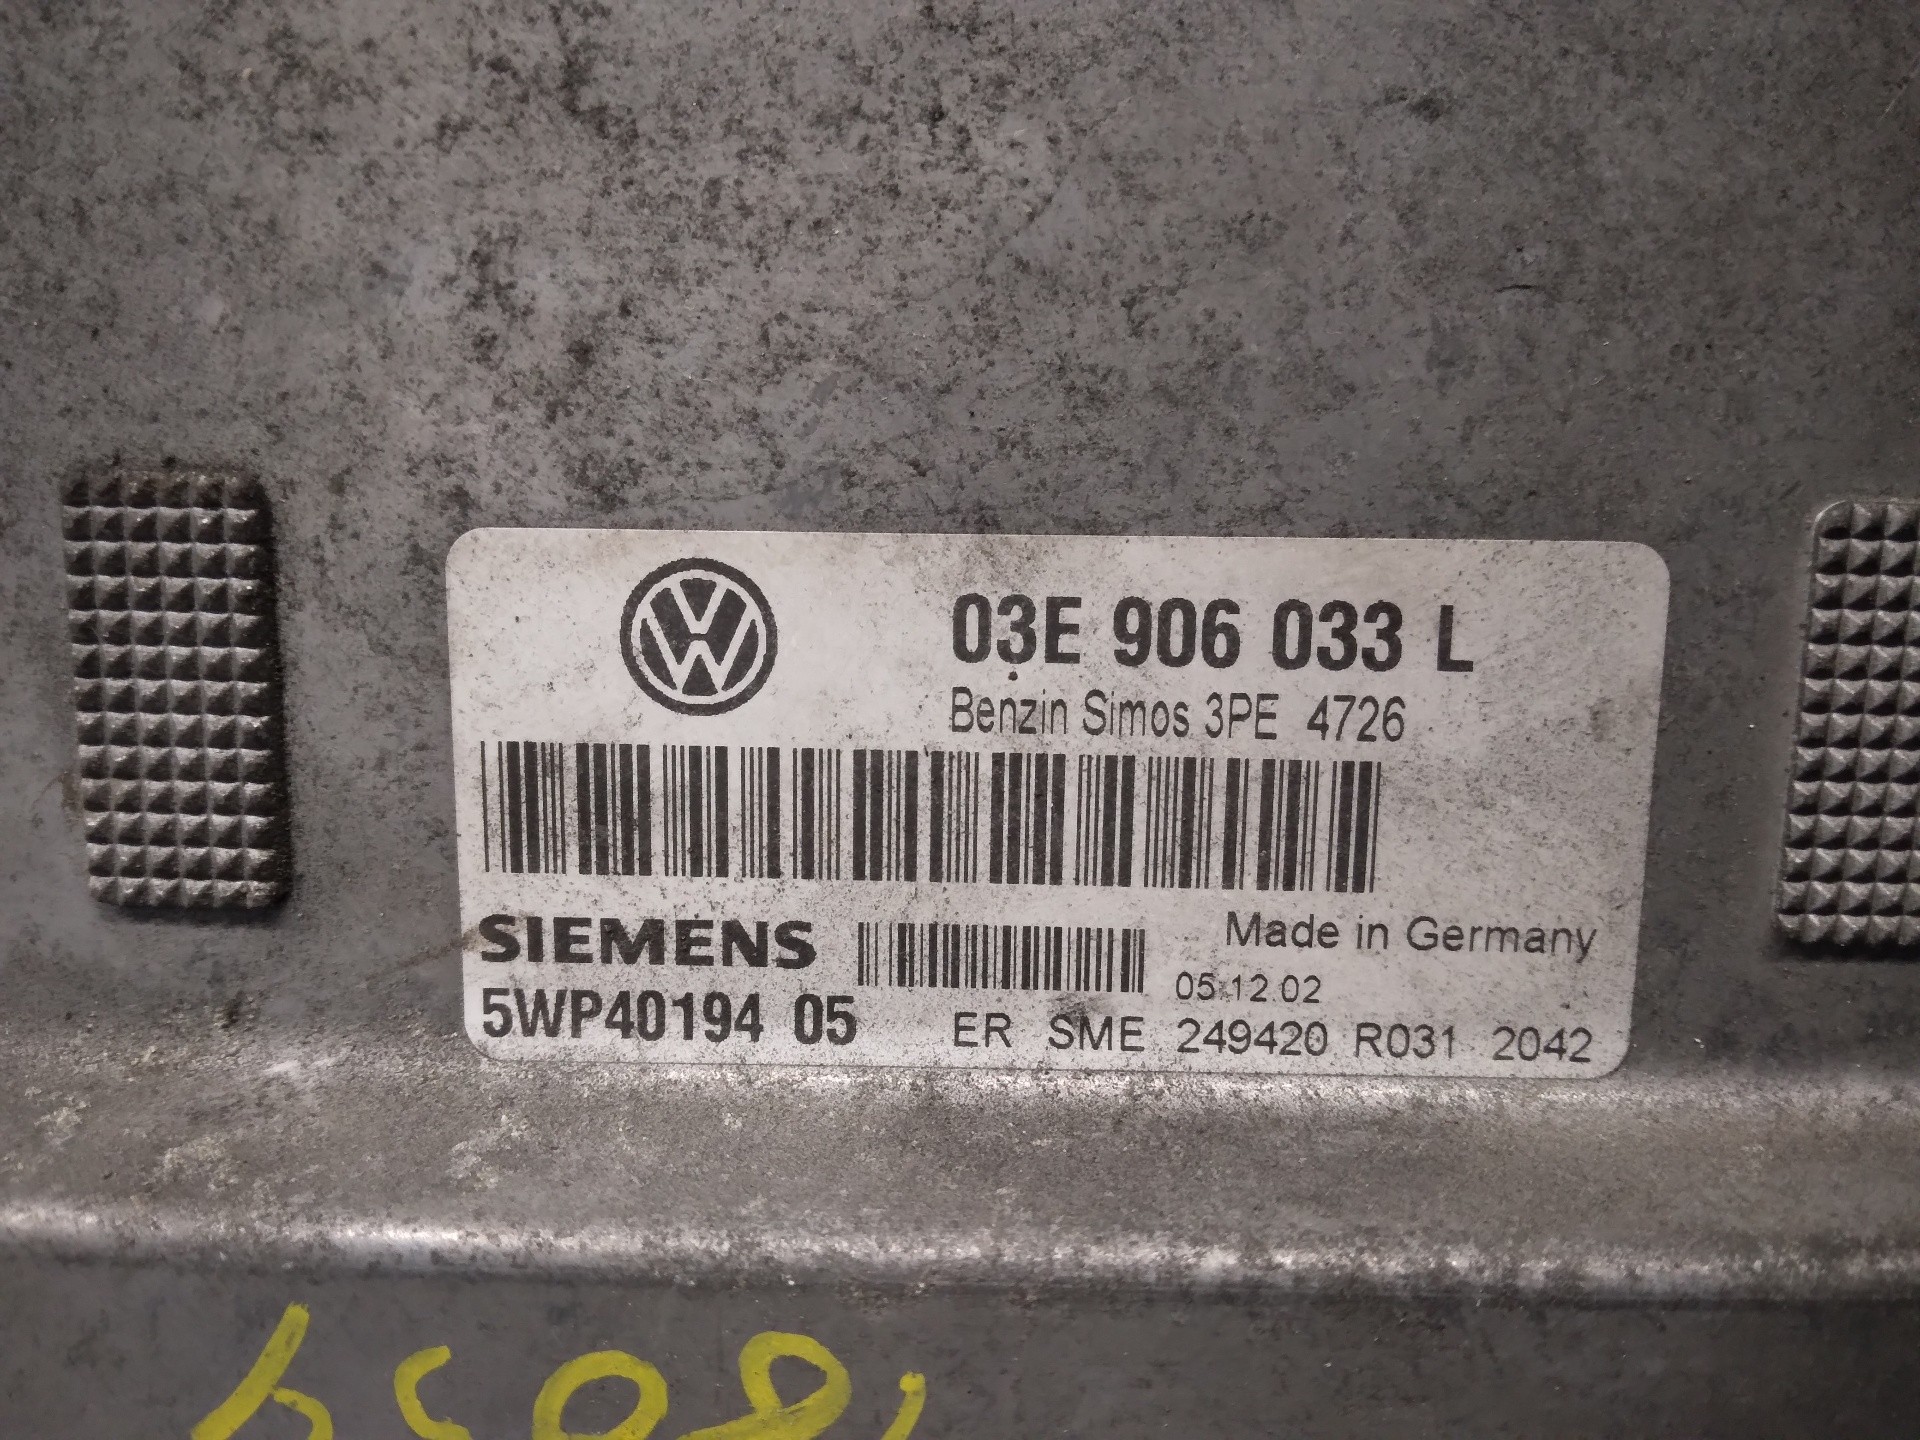 03E 906 033 L
Benzin Simos 3PE 4726
SIEMENS
Made in Germany
05.12.02
5WP40194 05
ER SME 249420 R031 2042